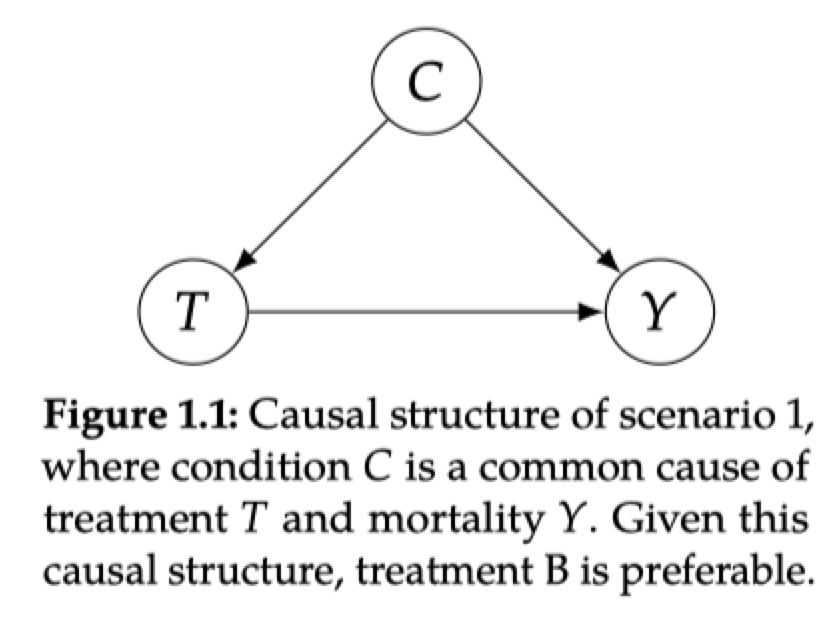 C
T
Y
Figure 1.1: Causal structure of scenario 1,
where condition C is a common cause of
treatment T and mortality Y. Given this
causal structure, treatment B is preferable.